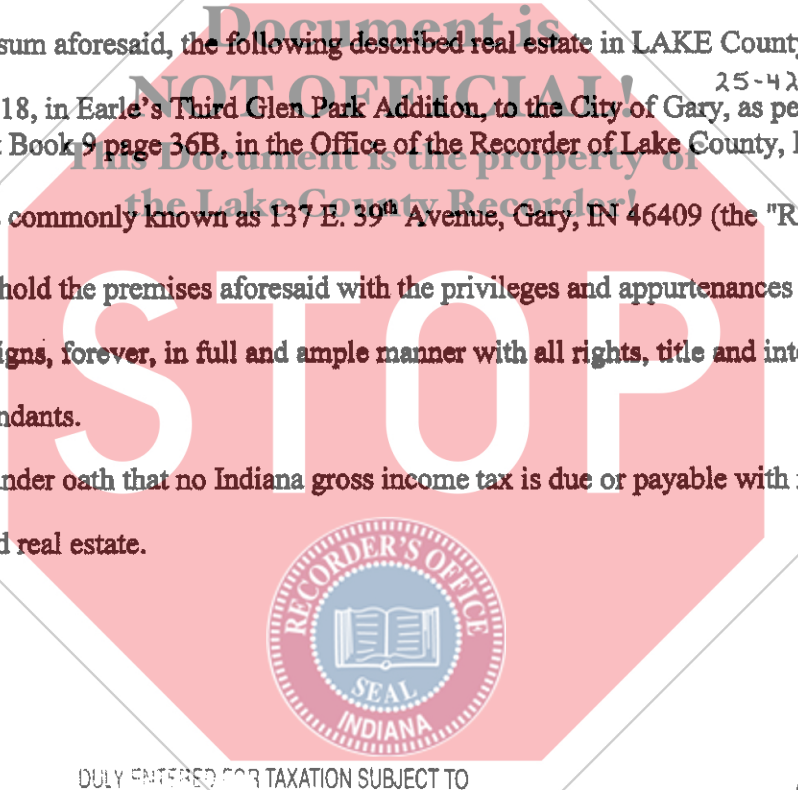 Document is
sum aforesaid, the following described real estate in LAKE County
NOT OFFICIAL!
25-42
18, in Earle's Third Glen Park Addition, to the City of Gary, as pe
Book 9 page 36B, in the Office of the Recorder of Lake County, I
This Document is the property of
the Lake County Recorder!
commonly known as 137 E. 39th Avenue, Gary, IN 46409 (the "R
hold the premises aforesaid with the privileges and appurtenances
igns, forever, in full and ample manner with all rights, title and inte
ndants.
STOP
under oath that no Indiana gross income tax is due or payable with
d real estate.
RECORDER'S OFFICE
SEAL
INDIANA
DULY ENTERED FOR TAXATION SUBJECT TO